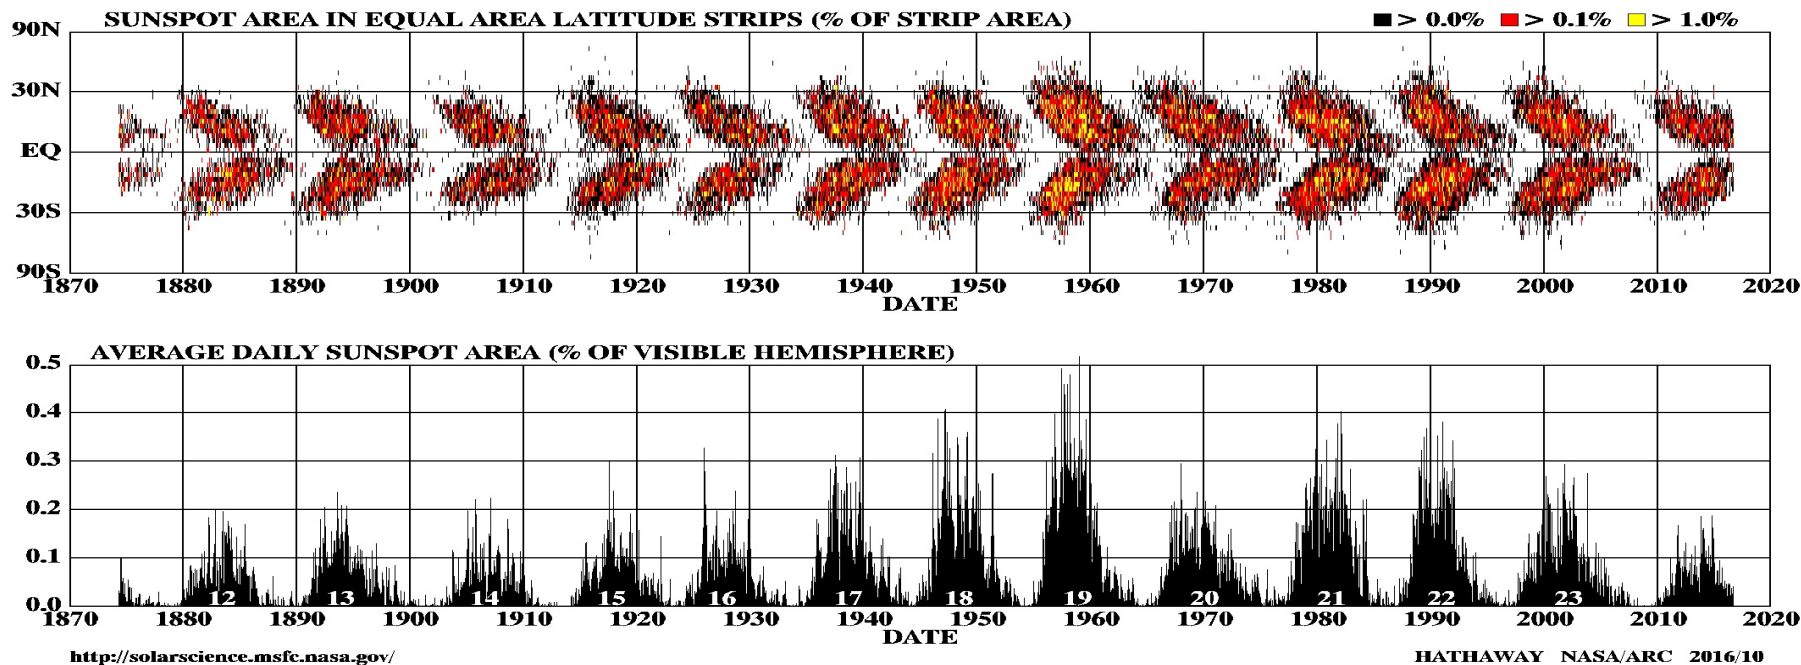 SUNSPOT AREA IN EQUAL AREA LATITUDE STRIPS (% OF STRIP AREA) > 0.0% > 0.1% > 1.0%
90N
30N
EQ
30S
90S
1870 1880 1890 1900 1910 1920 1930 1940 1950 1960 1970 1980 1990 2000 2010 2020
DATE
AVERAGE DAILY SUNSPOT AREA (% OF VISIBLE HEMISPHERE)
0.5
0.4
0.3
0.2
0.1
0.0
12 13 14 15 16 17 18 19 20 21 22 23
1870 1880 1890 1900 1910 1920 1930 1940 1950 1960 1970 1980 1990 2000 2010 2020
DATE
http://solarscience.msfc.nasa.gov/ HATHAWAY NASA/ARC 2016/10